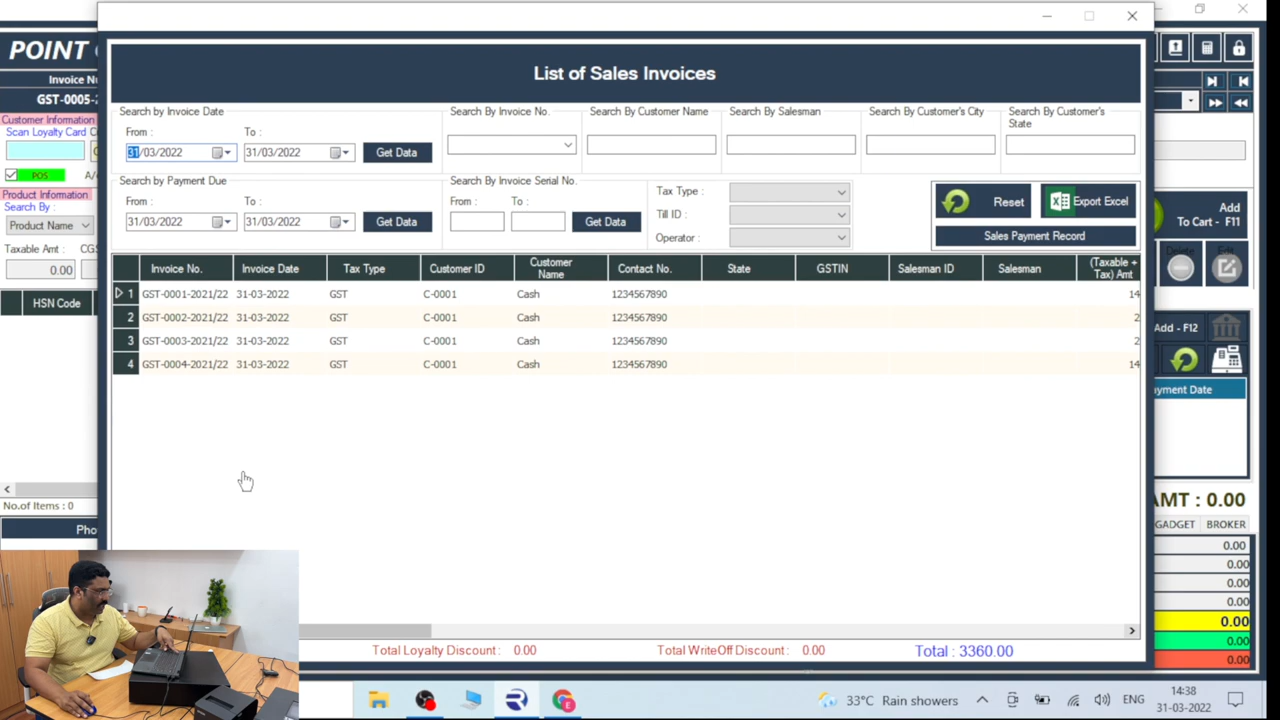 POINT
Invoice Nu
GST-0005-2
Customer Information
Scan Loyalty Card
POS
A/
Product Information
Search By :
Product Name
Taxable Amt :
0.00
HSN Code
No.of Items : 0
Pho
List of Sales Invoices
Search by Invoice Date
From :
To :
31/03/2022
31/03/2022
Get Data
Search By Invoice No.
Search By Customer Name
Search By Salesman
Search By Customer's City
Search By Customer's State
Search by Payment Due
From :
To :
31/03/2022
31/03/2022
Get Data
Search By Invoice Serial No.
From :
To :
Get Data
Tax Type :
Till ID :
Operator :
Reset
Export Excel
Sales Payment Record
Invoice No. Invoice Date Tax Type Customer ID Customer Name Contact No. State GSTIN Salesman ID Salesman (Taxable + Tax) Amt
1 GST-0001-2021/22 31-03-2022 GST C-0001 Cash 1234567890 14
2 GST-0002-2021/22 31-03-2022 GST C-0001 Cash 1234567890 2
3 GST-0003-2021/22 31-03-2022 GST C-0001 Cash 1234567890 2
4 GST-0004-2021/22 31-03-2022 GST C-0001 Cash 1234567890 14
Total Loyalty Discount : 0.00
Total WriteOff Discount : 0.00
Total : 3360.00
Add
To Cart - F11
Delete
Edit
Add - F12
ayment Date
AMT : 0.00
GADGET BROKER
0.00
0.00
0.00
0.00
0.00
0.00
0.00
33°C Rain showers
ENG
14:38
31-03-2022